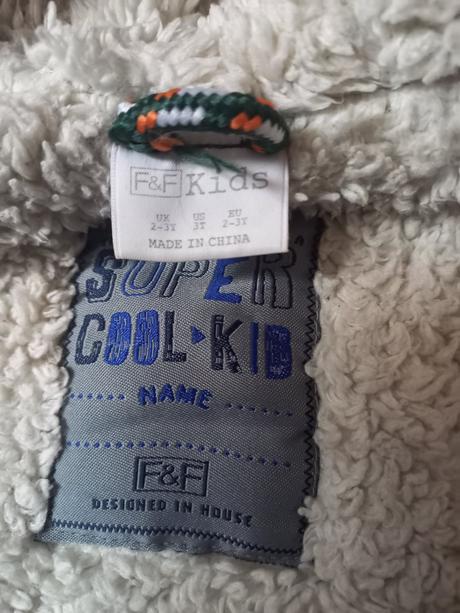 F&F Kids
UK US EU
2-3Y 3T 2-3Y
MADE IN CHINA
SUPER
COOL KID
NAME
F&F
DESIGNED IN HOUSE